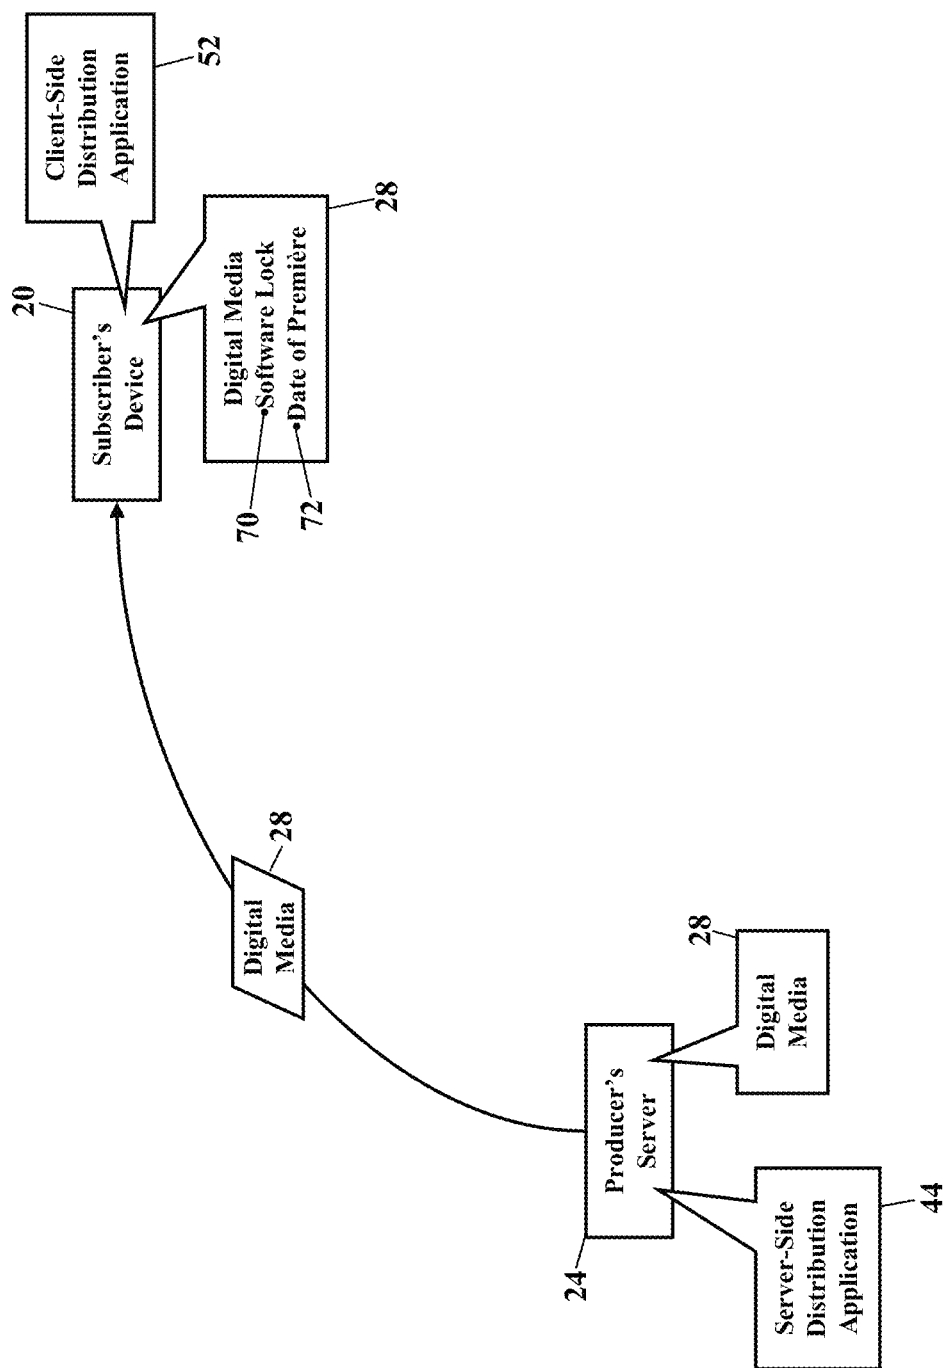 Server-Side
Distribution
Application
44
24
Producer's
Server
Digital
Media
28
Digital
Media
28
20
Subscriber's
Device
Client-Side
Distribution
Application
52
Digital Media
•Software Lock
•Date of Première
28
70
72